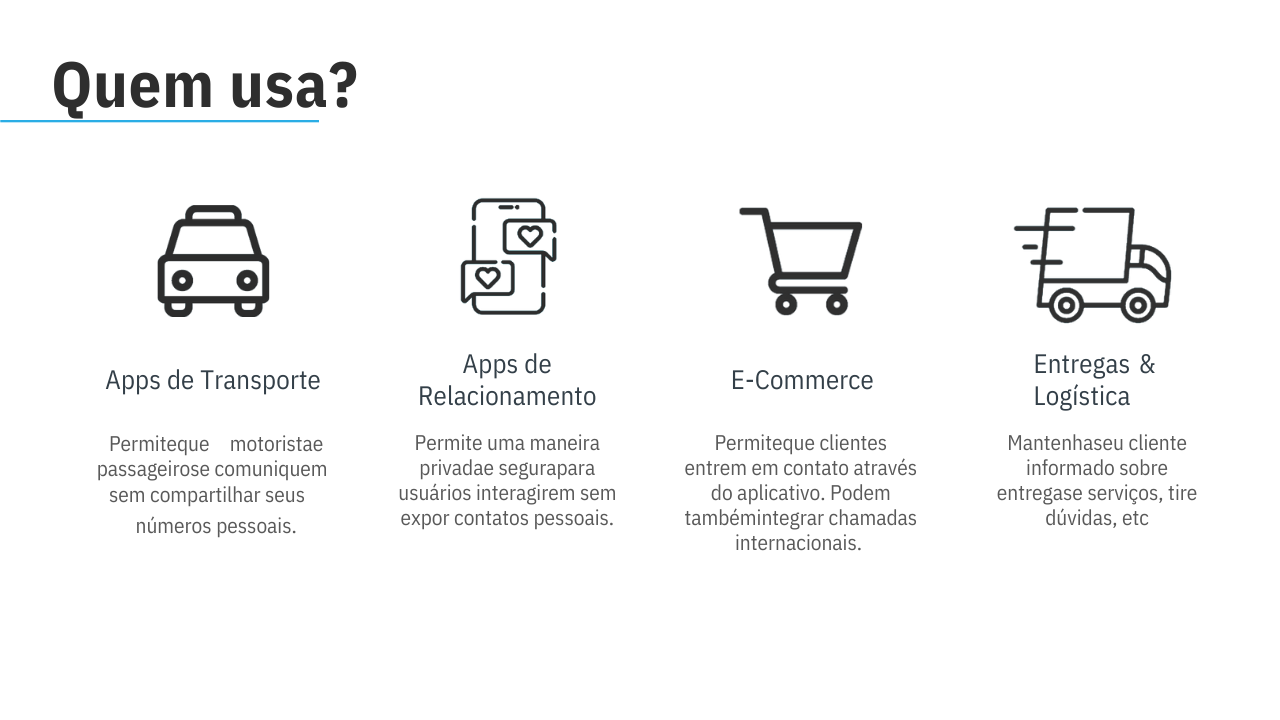 Quem usa?
Apps de Transporte
Permiteque motoristae
passageirose comuniquem
sem compartilhar seus
números pessoais.
Apps de
Relacionamento
Permite uma maneira
privadae segurapara
usuários interagirem sem
expor contatos pessoais.
E-Commerce
Permiteque clientes
entrem em contato através
do aplicativo. Podem
tambémintegrar chamadas
internacionais.
Entregas &
Logística
Mantenhaseu cliente
informado sobre
entregase serviços, tire
dúvidas, etc